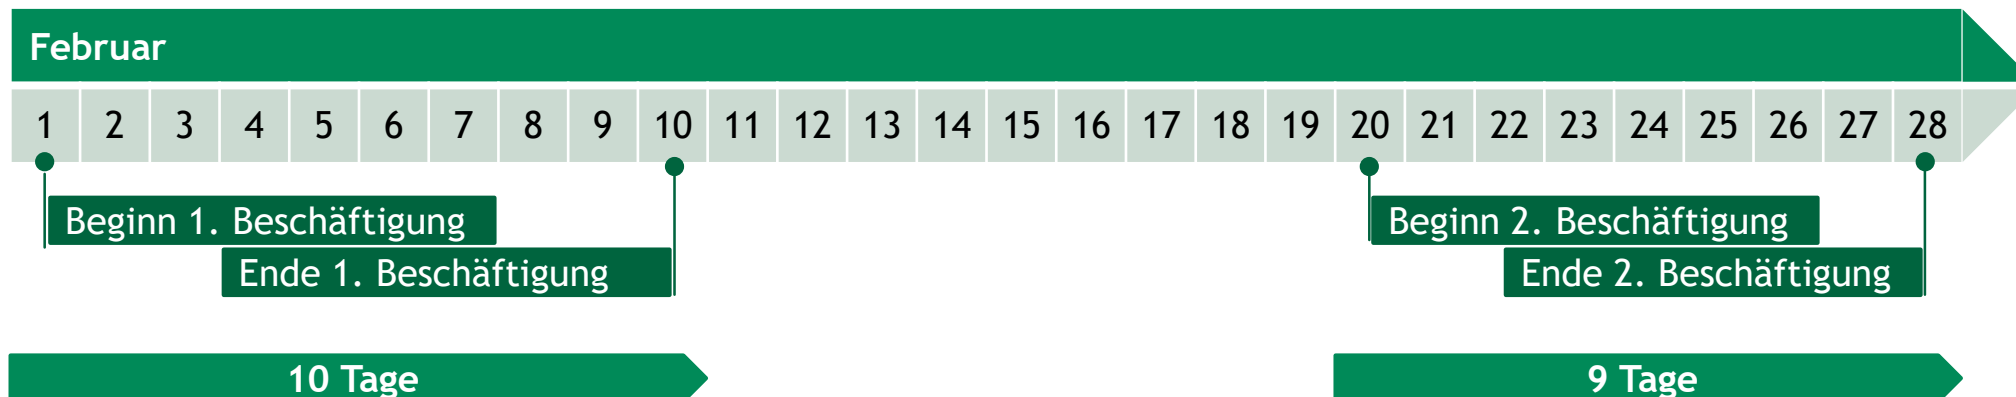 Februar
1 2 3 4 5 6 7 8 9 10 11 12 13 14 15 16 17 18 19 20 21 22 23 24 25 26 27 28
Beginn 1. Beschäftigung Beginn 2. Beschäftigung
Ende 1. Beschäftigung Ende 2. Beschäftigung
10 Tage 9 Tage